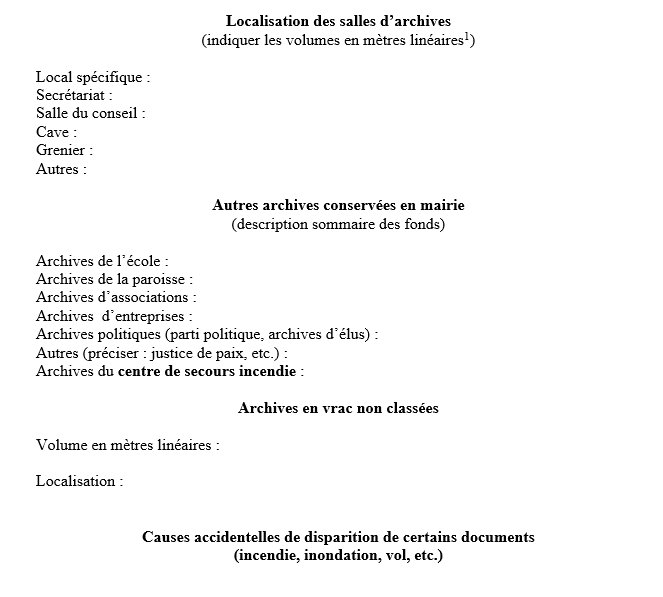 Localisation des salles d’archives
(indiquer les volumes en mètres linéaires¹)
Local spécifique :
Secrétariat :
Salle du conseil :
Cave :
Grenier :
Autres :
Autres archives conservées en mairie
(description sommaire des fonds)
Archives de l’école :
Archives de la paroisse :
Archives d’associations :
Archives  d’entreprises :
Archives politiques (parti politique, archives d’élus) :
Autres (préciser : justice de paix, etc.) :
Archives du centre de secours incendie :
Archives en vrac non classées
Volume en mètres linéaires :
Localisation :
Causes accidentelles de disparition de certains documents
(incendie, inondation, vol, etc.)